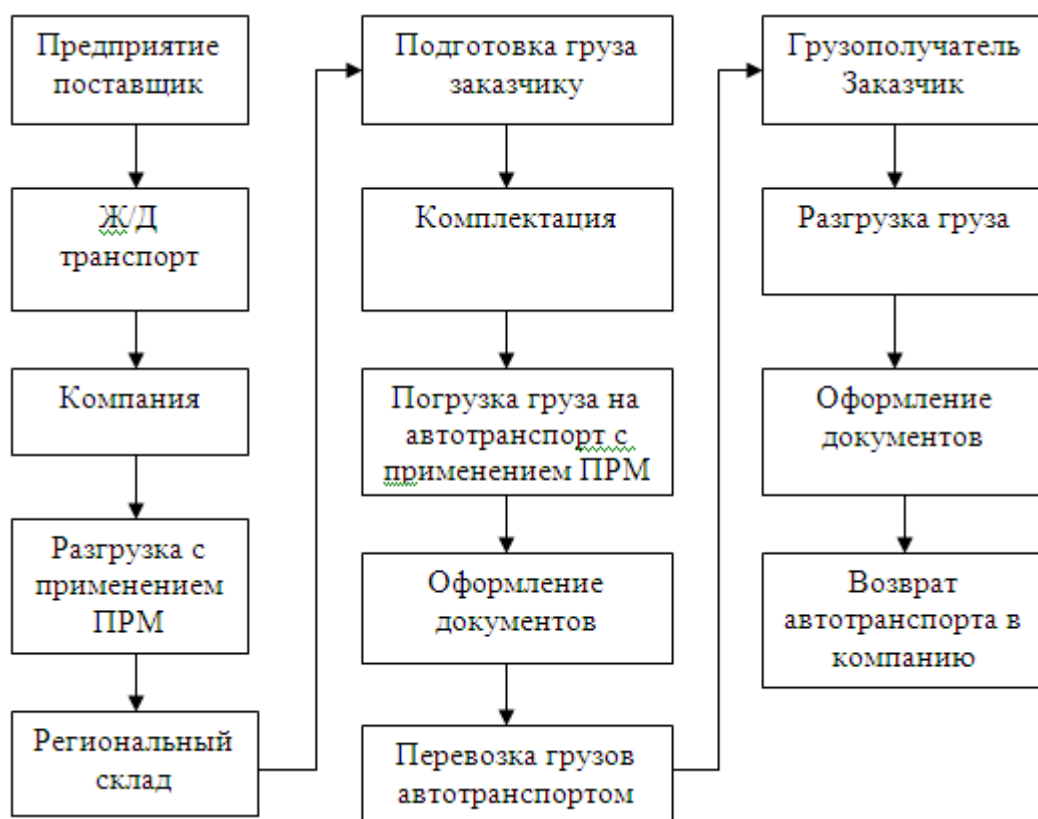 Предприятие
поставщик
Ж/Д
транспорт
Компания
Разгрузка с
применением
ПРМ
Региональный
склад
Подготовка груза
заказчику
Комплектация
Погрузка груза на
автотранспорт с
применением ПРМ
Оформление
документов
Перевозка грузов
автотранспортом
Грузополучатель
Заказчик
Разгрузка груза
Оформление
документов
Возврат
автотранспорта в
компанию